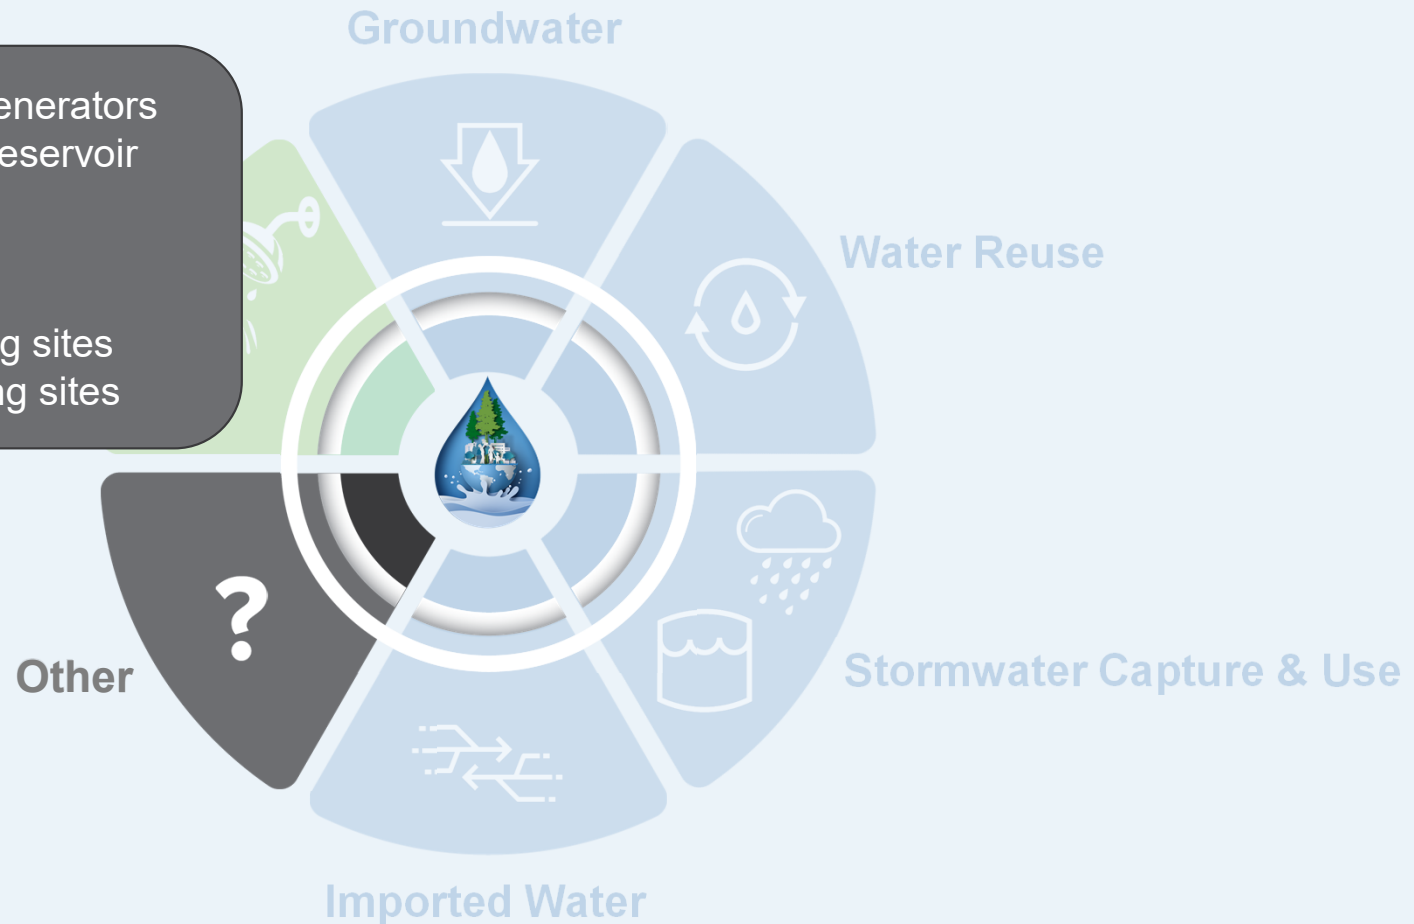 Groundwater
enerators
eservoir
Water Reuse
g sites
ng sites
?
Other
Stormwater Capture & Use
Imported Water